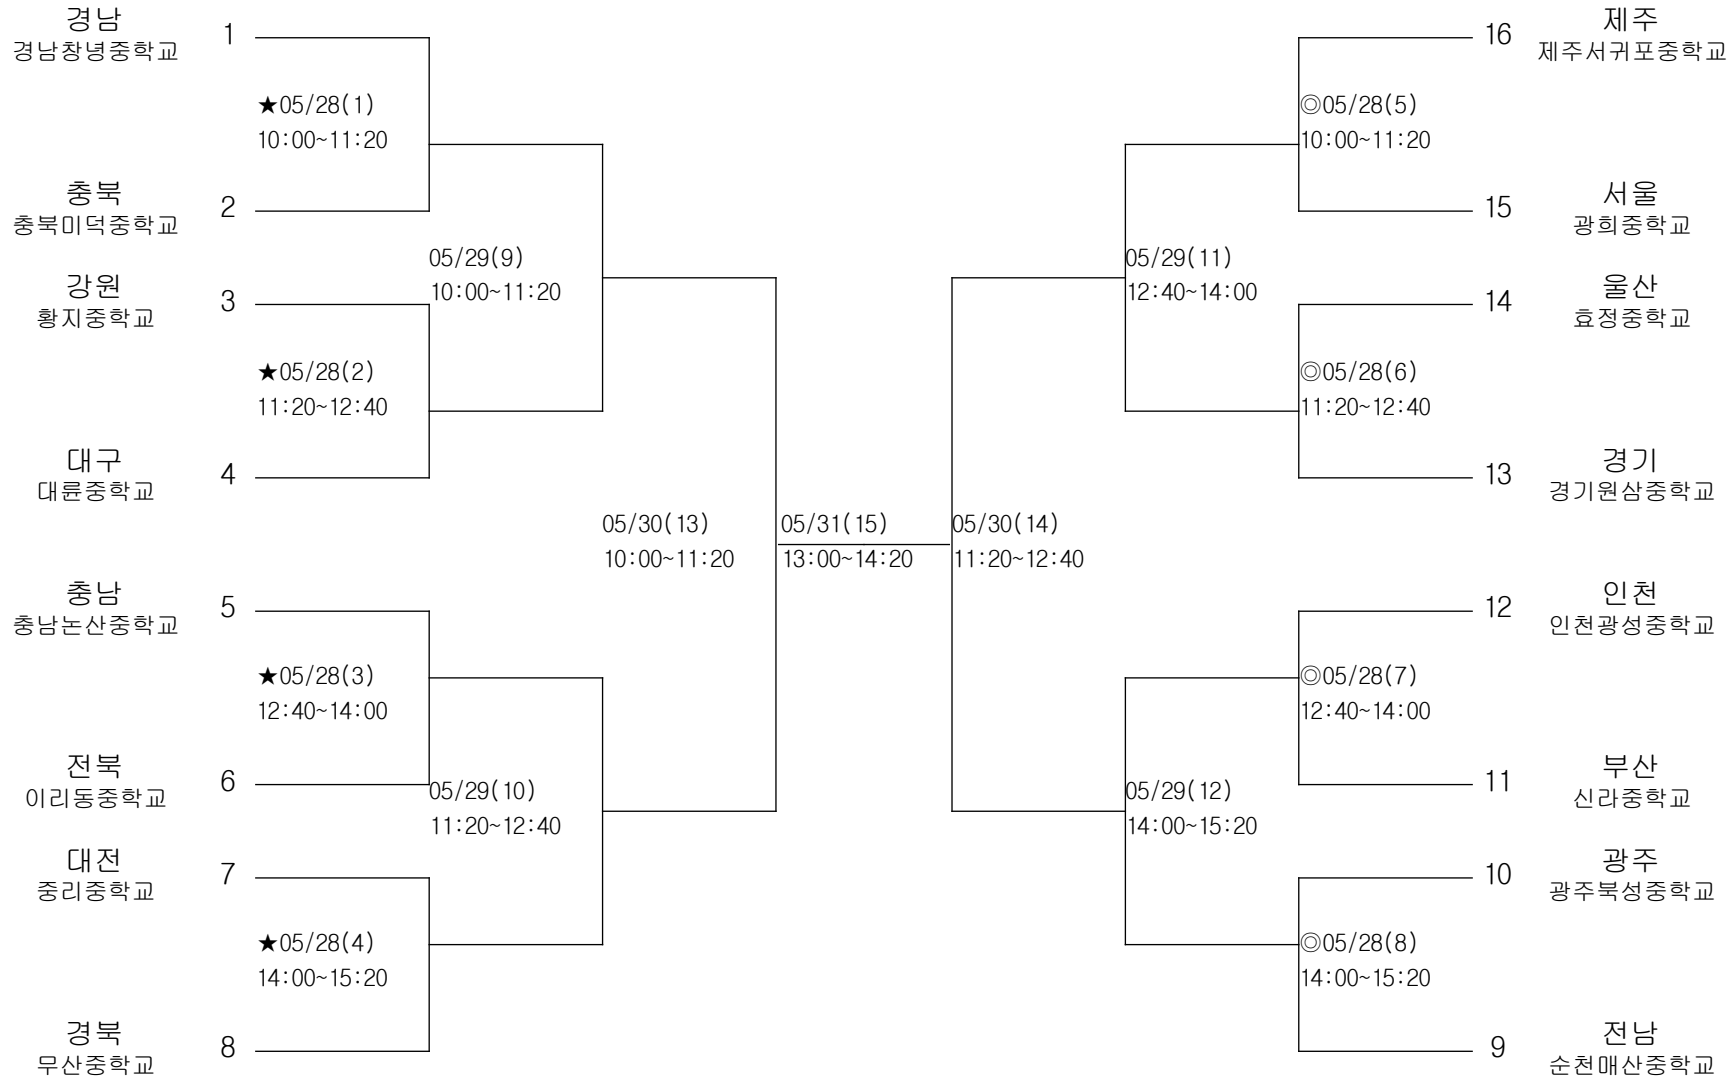 경남
경남창녕중학교
1
★05/28(1)
10:00~11:20
충북
충북미덕중학교
2
05/29(9)
10:00~11:20
강원
황지중학교
3
★05/28(2)
11:20~12:40
대구
대륜중학교
4
05/30(13)
10:00~11:20
충남
충남논산중학교
5
★05/28(3)
12:40~14:00
전북
이리동중학교
6
05/29(10)
11:20~12:40
대전
중리중학교
7
★05/28(4)
14:00~15:20
경북
무산중학교
8
05/31(15)
13:00~14:20
16
제주
제주서귀포중학교
◎05/28(5)
10:00~11:20
15
서울
광희중학교
05/29(11)
12:40~14:00
14
울산
효정중학교
◎05/28(6)
11:20~12:40
13
경기
경기원삼중학교
05/30(14)
11:20~12:40
12
인천
인천광성중학교
◎05/28(7)
12:40~14:00
11
부산
신라중학교
05/29(12)
14:00~15:20
10
광주
광주북성중학교
◎05/28(8)
14:00~15:20
9
전남
순천매산중학교